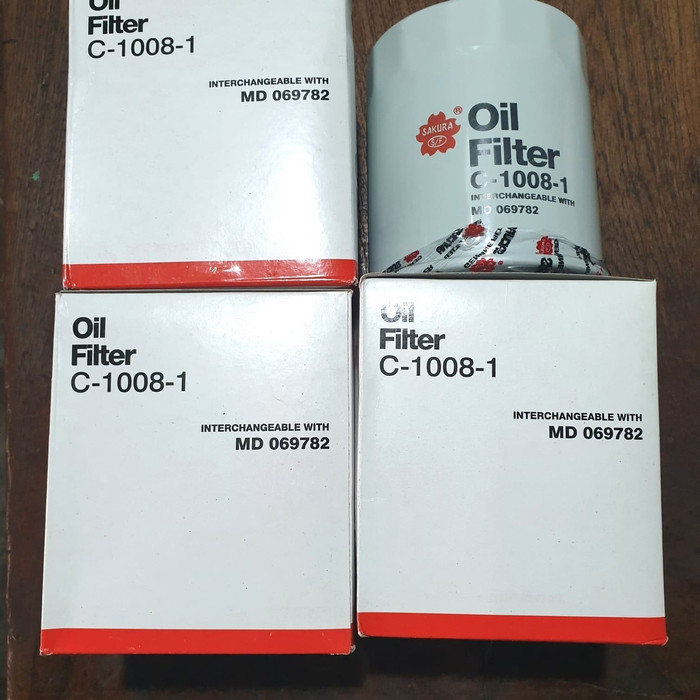 Oil
Filter
C-1008-1
INTERCHANGEABLE WITH
MD 069782
SAKURA
S/F
®
Oil
Filter
C-1008-1
INTERCHANGEABLE WITH
MD 069782
Oil
Filter
C-1008-1
INTERCHANGEABLE WITH
MD 069782
Oil
Filter
C-1008-1
INTERCHANGEABLE WITH
MD 069782